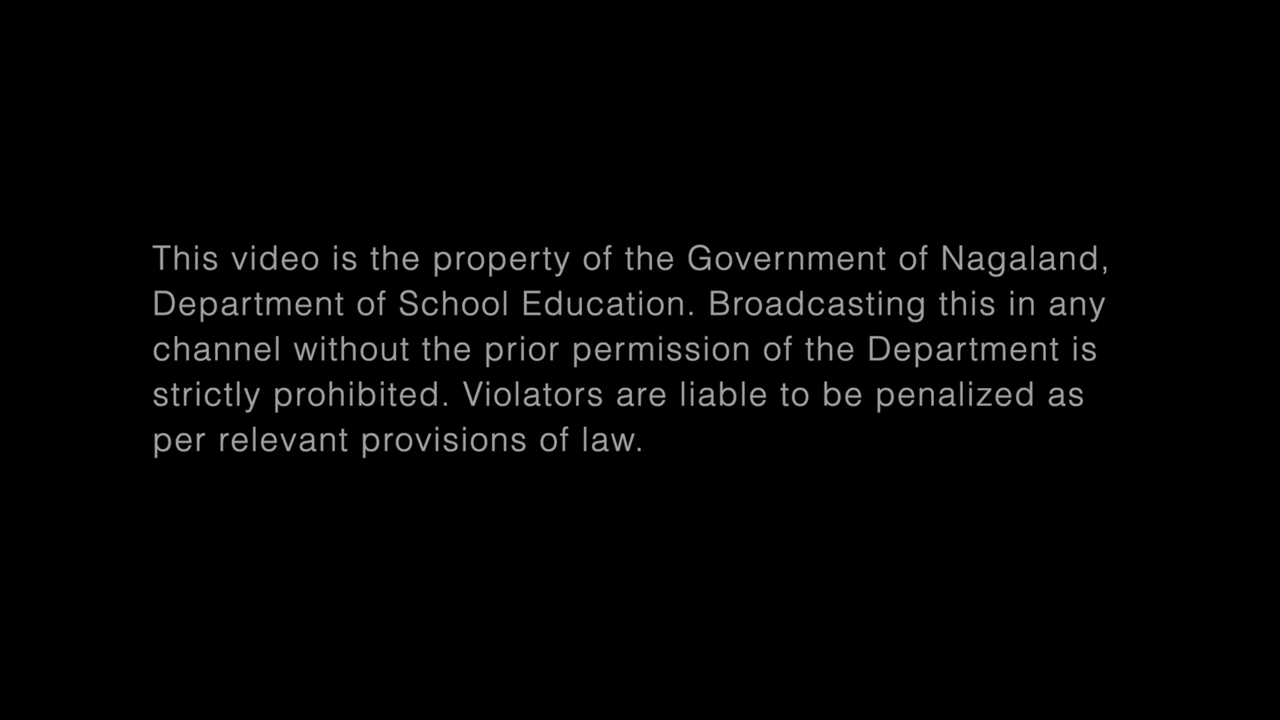 This video is the property of the Government of Nagaland,
Department of School Education. Broadcasting this in any
channel without the prior permission of the Department is
strictly prohibited. Violators are liable to be penalized as
per relevant provisions of law.